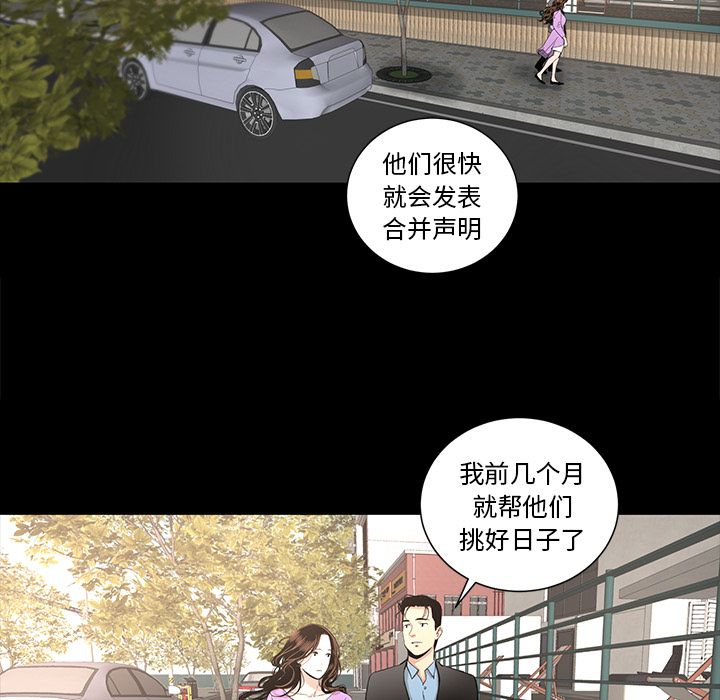 他们很快
就会发表
合并声明
我前几个月
就帮他们
挑好日子了